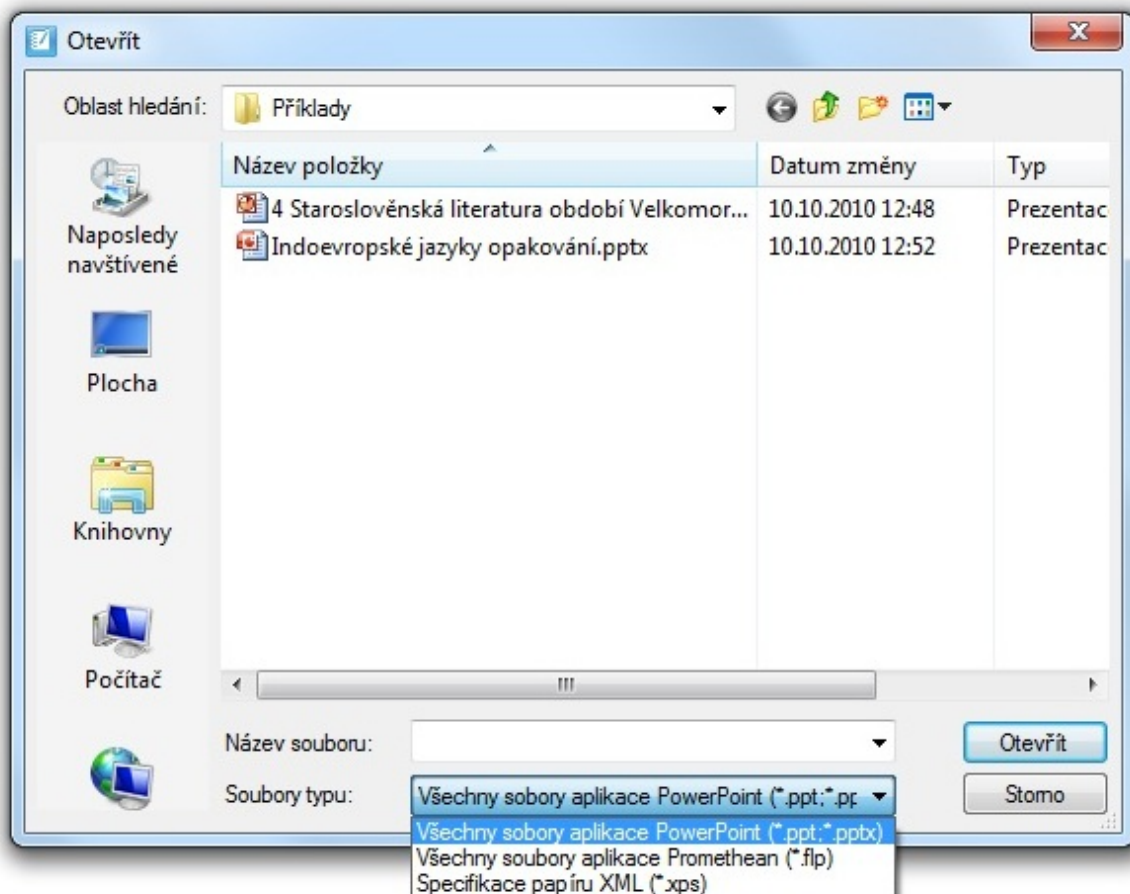 Otevřít
Oblast hledání:
Příklady
Název položky
Datum změny
Typ
4 Staroslověnská literatura období Velkomor...
10.10.2010 12:48
Prezentac
Indoevropské jazyky opakování.pptx
10.10.2010 12:52
Prezentac
Naposledy
navštívené
Plocha
Knihovny
Počítač
Název souboru:
Otevřít
Soubory typu:
Všechny sobory aplikace PowerPoint (*.ppt;*.pp
Storno
Všechny sobory aplikace PowerPoint (*.ppt;*.pptx)
Všechny soubory aplikace Promethean (*.flp)
Specifikace papíru XML (*.xps)